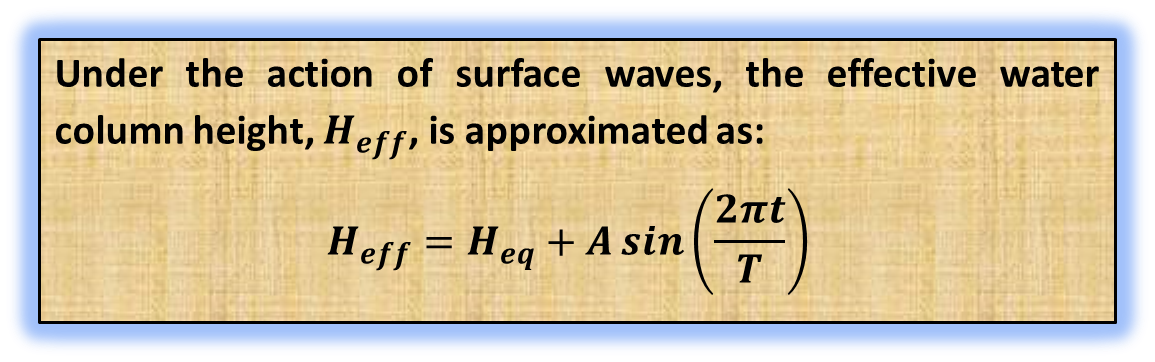 Under the action of surface waves, the effective water
column height, H_eff, is approximated as:
H_eff = H_eq + A sin(2πt/T)